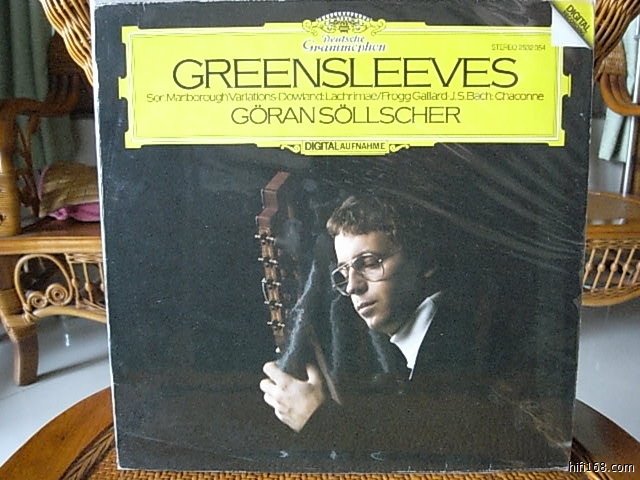 Deutsche
Grammophon
STEREO 2532 054
DIGITAL
GREENSLEEVES
Sor: Marlborough Variations·Dowland: Lachrimae/Frogg Galliard·J.S. Bach: Chaconne
GÖRAN SÖLLSCHER
DIGITAL AUFNAHME
hifi168.com